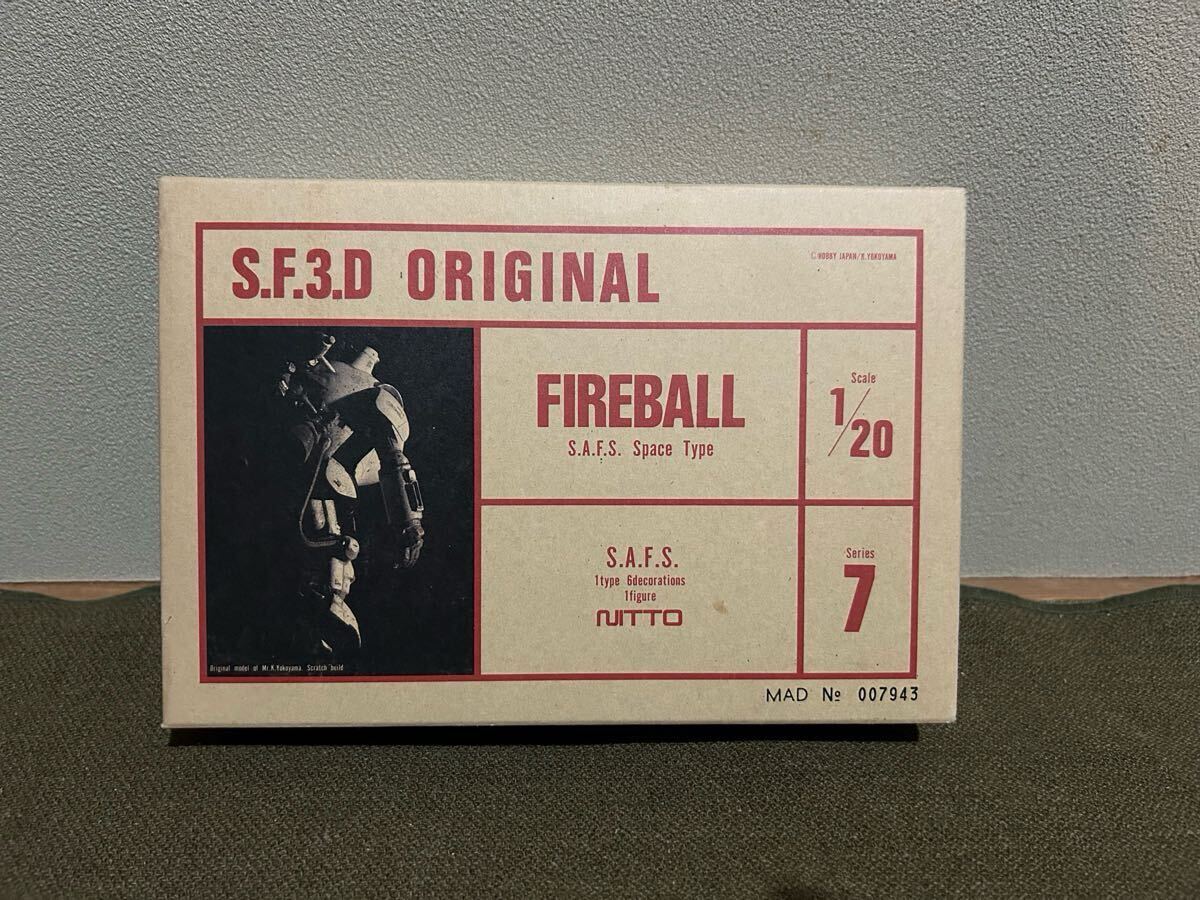 S.F.3.D ORIGINAL
© HOBBY JAPAN/K.YOKOYAMA
FIREBALL
S.A.F.S. Space Type
Scale
1/20
S.A.F.S.
1type 6decorations
1figure
NITTO
Series
7
Original model of Mr.K.Yokoyama. Scratch build
MAD № 007943